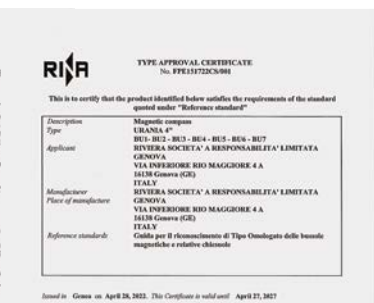 RINA
TYPE APPROVAL CERTIFICATE
No. FPE151722CS/001
This is to certify that the product identified below satisfies the requirements of the standard
quoted under "Reference standard"
Description Magnetic compass
Type URANIA 4"
BU1- BU2 - BU3 - BU4 - BU5 - BU6 - BU7
Applicant RIVIERA SOCIETA' A RESPONSABILITA' LIMITATA
GENOVA
VIA INFERIORE RIO MAGGIORE 4 A
16138 Genova (GE)
ITALY
Manufacturer RIVIERA SOCIETA' A RESPONSABILITA' LIMITATA
Place of manufacture GENOVA
VIA INFERIORE RIO MAGGIORE 4 A
16138 Genova (GE)
ITALY
Reference standards Guida per il riconoscimento di Tipo Omologato delle bussole
magnetiche e relative chiesuole
Issued in Genoa on April 28, 2022. This Certificate is valid until April 27, 2027